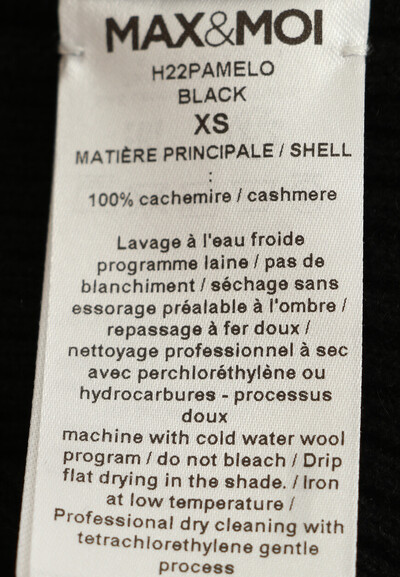 MAX&MOI
H22PAMELO
BLACK
XS
MATIÈRE PRINCIPALE / SHELL
:
100% cachemire / cashmere
Lavage à l'eau froide
programme laine / pas de
blanchiment / séchage sans
essorage préalable à l'ombre /
repassage à fer doux /
nettoyage professionnel à sec
avec perchloréthylène ou
hydrocarbures - processus
doux
machine with cold water wool
program / do not bleach / Drip
flat drying in the shade. / Iron
at low temperature /
Professional dry cleaning with
tetrachlorethylene gentle
process